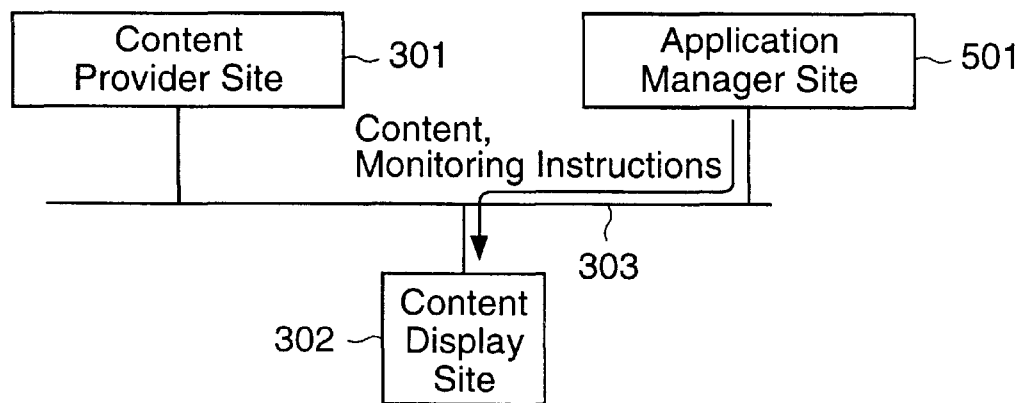 Content
Provider Site
301
Application
Manager Site
501
Content,
Monitoring Instructions
303
Content
Display
Site
302